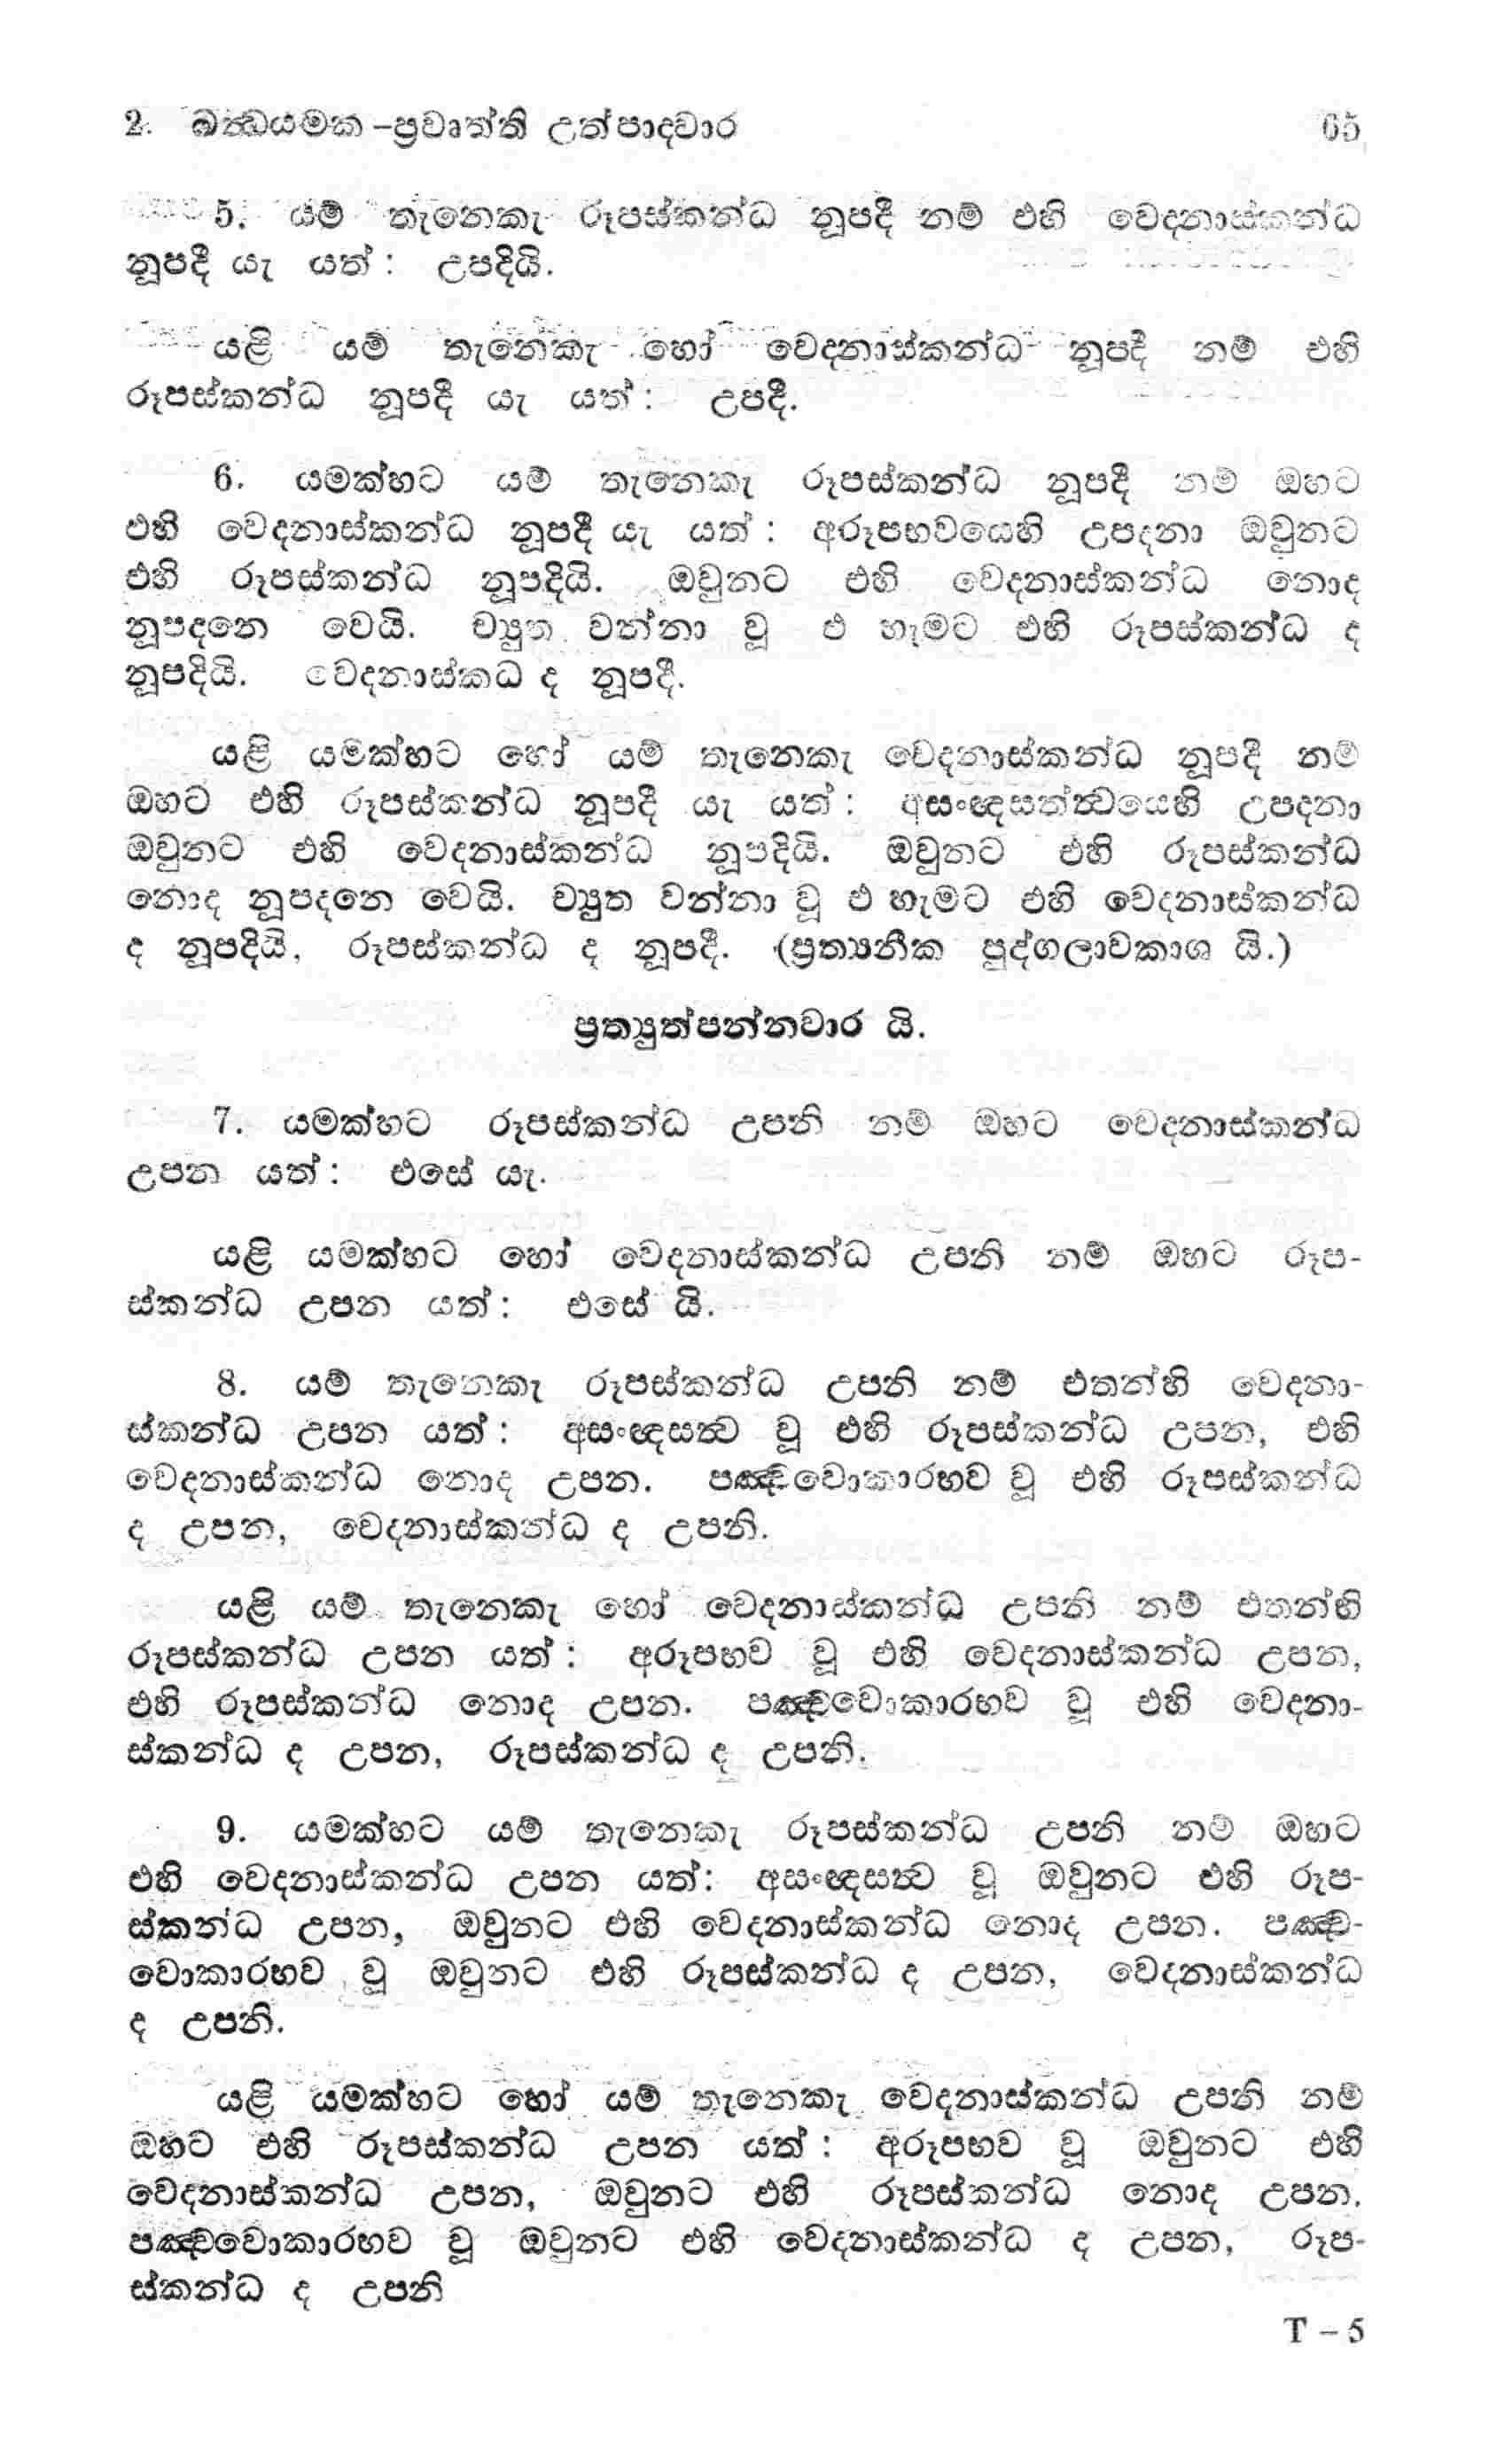 2. ඛන්ධයමක –ප්‍රවෘත්ති උත්පාදවාර 65
5. යම් තැනෙකැ රූපස්කන්ධ නූපදී නම් එහි වෙදනාස්කන්ධ
නූපදී යැ යත් : උපදියි.
යළි යම් තැනෙකැ හෝ වෙදනාස්කන්ධ නූපදී නම් එහි
රූපස්කන්ධ නූපදී යැ යත් : උපදී.
6. යමක්හට යම් තැනෙකැ රූපස්කන්ධ නූපදී නම් ඔහට
එහි වෙදනාස්කන්ධ නූපදී යැ යත් : අරූපභවයෙහි උපදනා ඔවුනට
එහි රූපස්කන්ධ නූපදියි. ඔවුනට එහි වෙදනාස්කන්ධ නොද
නූපදනෙ වෙයි. ච්‍යුත වන්නා වූ එ හැමට එහි රූපස්කන්ධ ද
නූපදියි. වෙදනාස්කධ ද නූපදී.
යළි යමක්හට හෝ යම් තැනෙකැ වෙදනාස්කන්ධ නූපදී නම්
ඔහට එහි රූපස්කන්ධ නූපදී යැ යත් : අසංඥසත්ත්‍වයෙහි උපදනා
ඔවුනට එහි වෙදනාස්කන්ධ නූපදියි. ඔවුනට එහි රූපස්කන්ධ
නොද නූපදනෙ වෙයි. ච්‍යුත වන්නා වූ එ හැමට එහි වෙදනාස්කන්ධ
ද නූපදියි, රූපස්කන්ධ ද නූපදී. (ප්‍රත්‍යනීක පුද්ගලාවකාශ යි.)
ප්‍රත්‍යුත්පන්නවාර යි.
7. යමක්හට රූපස්කන්ධ උපනි නම් ඔහට වෙදනාස්කන්ධ
උපන යත් : එසේ යැ.
යළි යමක්හට හෝ වෙදනාස්කන්ධ උපනි නම් ඔහට රූප-
ස්කන්ධ උපන යත් : එසේ යි.
8. යම් තැනෙකැ රූපස්කන්ධ උපනි නම් එතන්හි වෙදනා-
ස්කන්ධ උපන යත් : අසංඥසත්‍ව වූ එහි රූපස්කන්ධ උපන, එහි
වෙදනාස්කන්ධ නොද උපන. පඤ්චවොකාරභව වූ එහි රූපස්කන්ධ
ද උපන, වෙදනාස්කන්ධ ද උපනි.
යළි යම් තැනෙකැ හෝ වෙදනාස්කන්ධ උපනි නම් එතන්හි
රූපස්කන්ධ උපන යත් : අරූපභව වූ එහි වෙදනාස්කන්ධ උපන,
එහි රූපස්කන්ධ නොද උපන. පඤ්චවොකාරභව වූ එහි වෙදනා-
ස්කන්ධ ද උපන, රූපස්කන්ධ ද උපනි.
9. යමක්හට යම් තැනෙකැ රූපස්කන්ධ උපනි නම් ඔහට
එහි වෙදනාස්කන්ධ උපන යත්: අසංඥසත්‍ව වූ ඔවුනට එහි රූප-
ස්කන්ධ උපන, ඔවුනට එහි වෙදනාස්කන්ධ නොද උපන. පඤ්ච-
වොකාරභව වූ ඔවුනට එහි රූපස්කන්ධ ද උපන, වෙදනාස්කන්ධ
ද උපනි.
යළි යමක්හට හෝ යම් තැනෙකැ වෙදනාස්කන්ධ උපනි නම්
ඔහට එහි රූපස්කන්ධ උපන යත් : අරූපභව වූ ඔවුනට එහි
වෙදනාස්කන්ධ උපන, ඔවුනට එහි රූපස්කන්ධ නොද උපන.
පඤ්චවොකාරභව වූ ඔවුනට එහි වෙදනාස්කන්ධ ද උපන, රූප-
ස්කන්ධ ද උපනි
T – 5